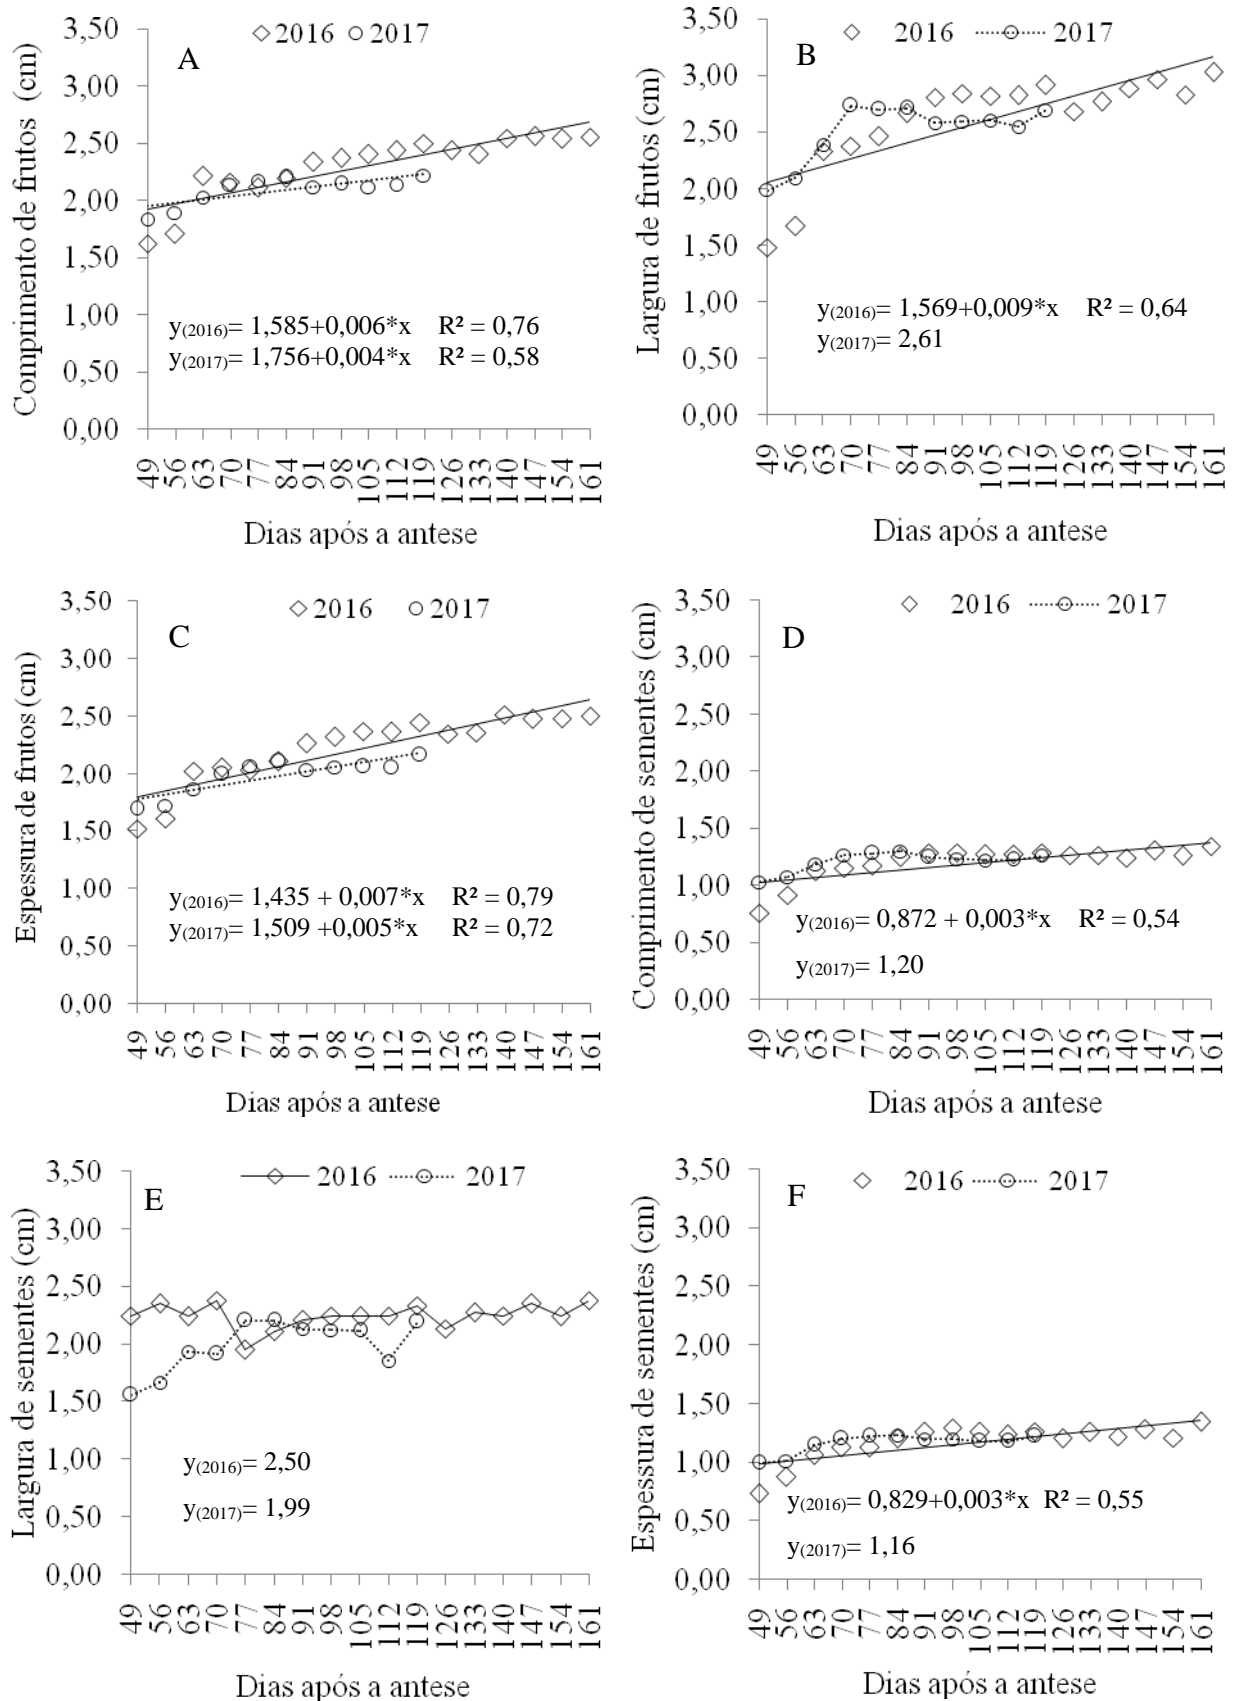 A
2016 2017
Comprimento de frutos (cm)
3,50
3,00
2,50
2,00
1,50
1,00
0,50
0,00
y(2016)= 1,585+0,006*x R² = 0,76
y(2017)= 1,756+0,004*x R² = 0,58
49 56 63 70 77 84 91 98 105 112 119 126 133 140 147 154 161
Dias após a antese
B
2016 2017
Largura de frutos (cm)
3,50
3,00
2,50
2,00
1,50
1,00
0,50
0,00
y(2016)= 1,569+0,009*x R² = 0,64
y(2017)= 2,61
49 56 63 70 77 84 91 98 105 112 119 126 133 140 147 154 161
Dias após a antese
C
2016 2017
Espessura de frutos (cm)
3,50
3,00
2,50
2,00
1,50
1,00
0,50
0,00
y(2016)= 1,435 + 0,007*x R² = 0,79
y(2017)= 1,509 +0,005*x R² = 0,72
49 56 63 70 77 84 91 98 105 112 119 126 133 140 147 154 161
Dias após a antese
D
2016 2017
Comprimento de sementes (cm)
3,50
3,00
2,50
2,00
1,50
1,00
0,50
0,00
y(2016)= 0,872 + 0,003*x R² = 0,54
y(2017)= 1,20
49 56 63 70 77 84 91 98 105 112 119 126 133 140 147 154 161
Dias após a antese
E
2016 2017
Largura de sementes (cm)
3,50
3,00
2,50
2,00
1,50
1,00
0,50
0,00
y(2016)= 2,50
y(2017)= 1,99
49 56 63 70 77 84 91 98 105 112 119 126 133 140 147 154 161
Dias após a antese
F
2016 2017
Espessura de sementes (cm)
3,50
3,00
2,50
2,00
1,50
1,00
0,50
0,00
y(2016)= 0,829+0,003*x R² = 0,55
y(2017)= 1,16
49 56 63 70 77 84 91 98 105 112 119 126 133 140 147 154 161
Dias após a antese